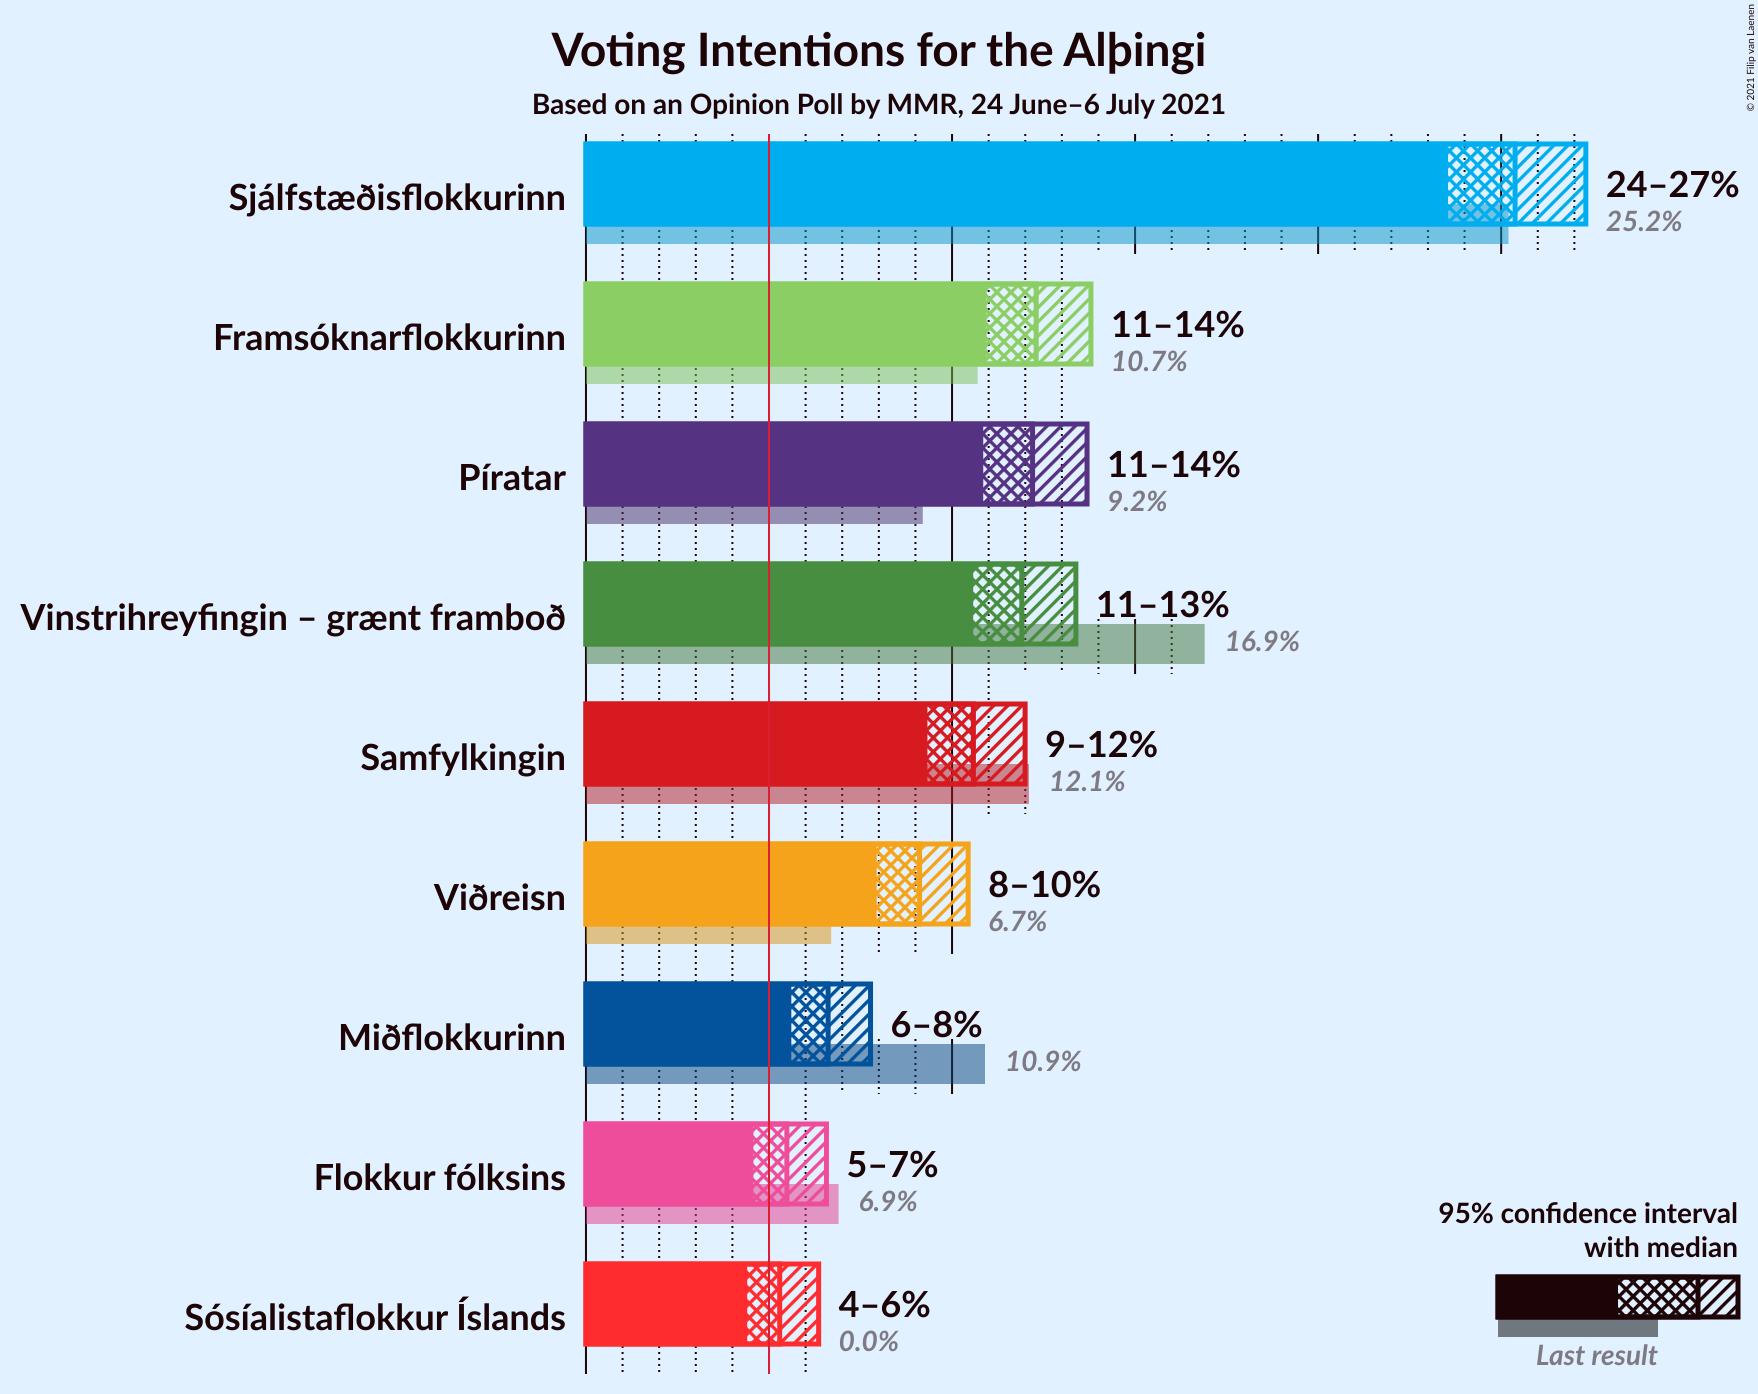 Voting Intentions for the Alþingi
Based on an Opinion Poll by MMR, 24 June–6 July 2021
© 2021 Filip van Laenen
Sjálfstæðisflokkurinn
24–27%
25.2%
Framsóknarflokkurinn
11–14%
10.7%
Píratar
11–14%
9.2%
Vinstrihreyfingin – grænt framboð
11–13%
16.9%
Samfylkingin
9–12%
12.1%
Viðreisn
8–10%
6.7%
Miðflokkurinn
6–8%
10.9%
Flokkur fólksins
5–7%
6.9%
Sósíalistaflokkur Íslands
4–6%
0.0%
95% confidence interval
with median
Last result